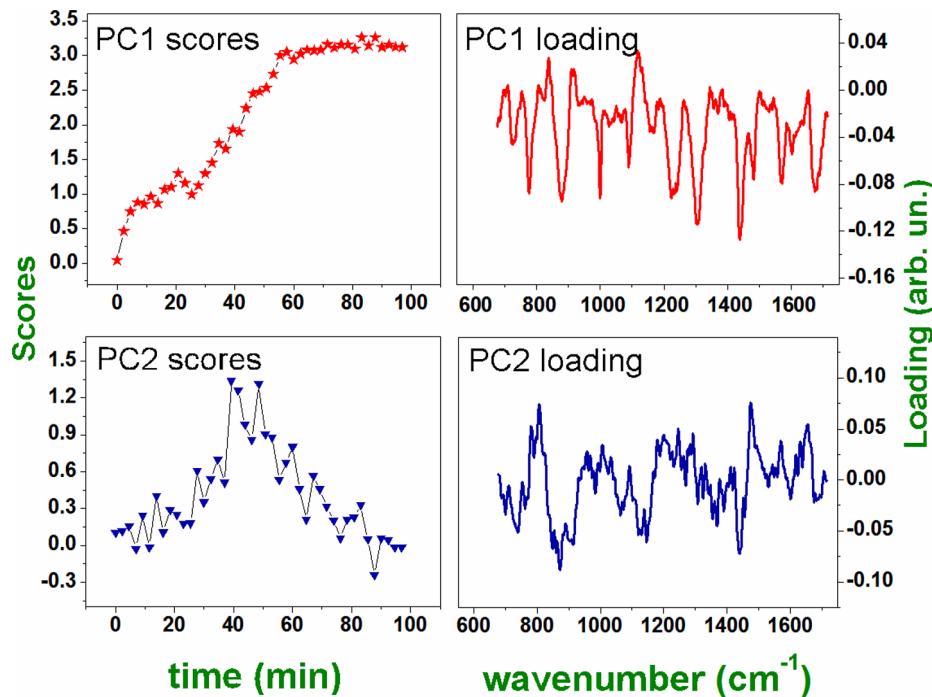 PC1 scores
3.5
3.0
2.5
2.0
1.5
1.0
0.5
0.0
0 20 40 60 80 100
PC1 loading
0.04
0.00
-0.04
-0.08
-0.12
-0.16
600 800 1000 1200 1400 1600
Scores
Loading (arb. un.)
PC2 scores
1.5
1.2
0.9
0.6
0.3
0.0
-0.3
0 20 40 60 80 100
PC2 loading
0.10
0.05
0.00
-0.05
-0.10
600 800 1000 1200 1400 1600
time (min)
wavenumber (cm⁻¹)